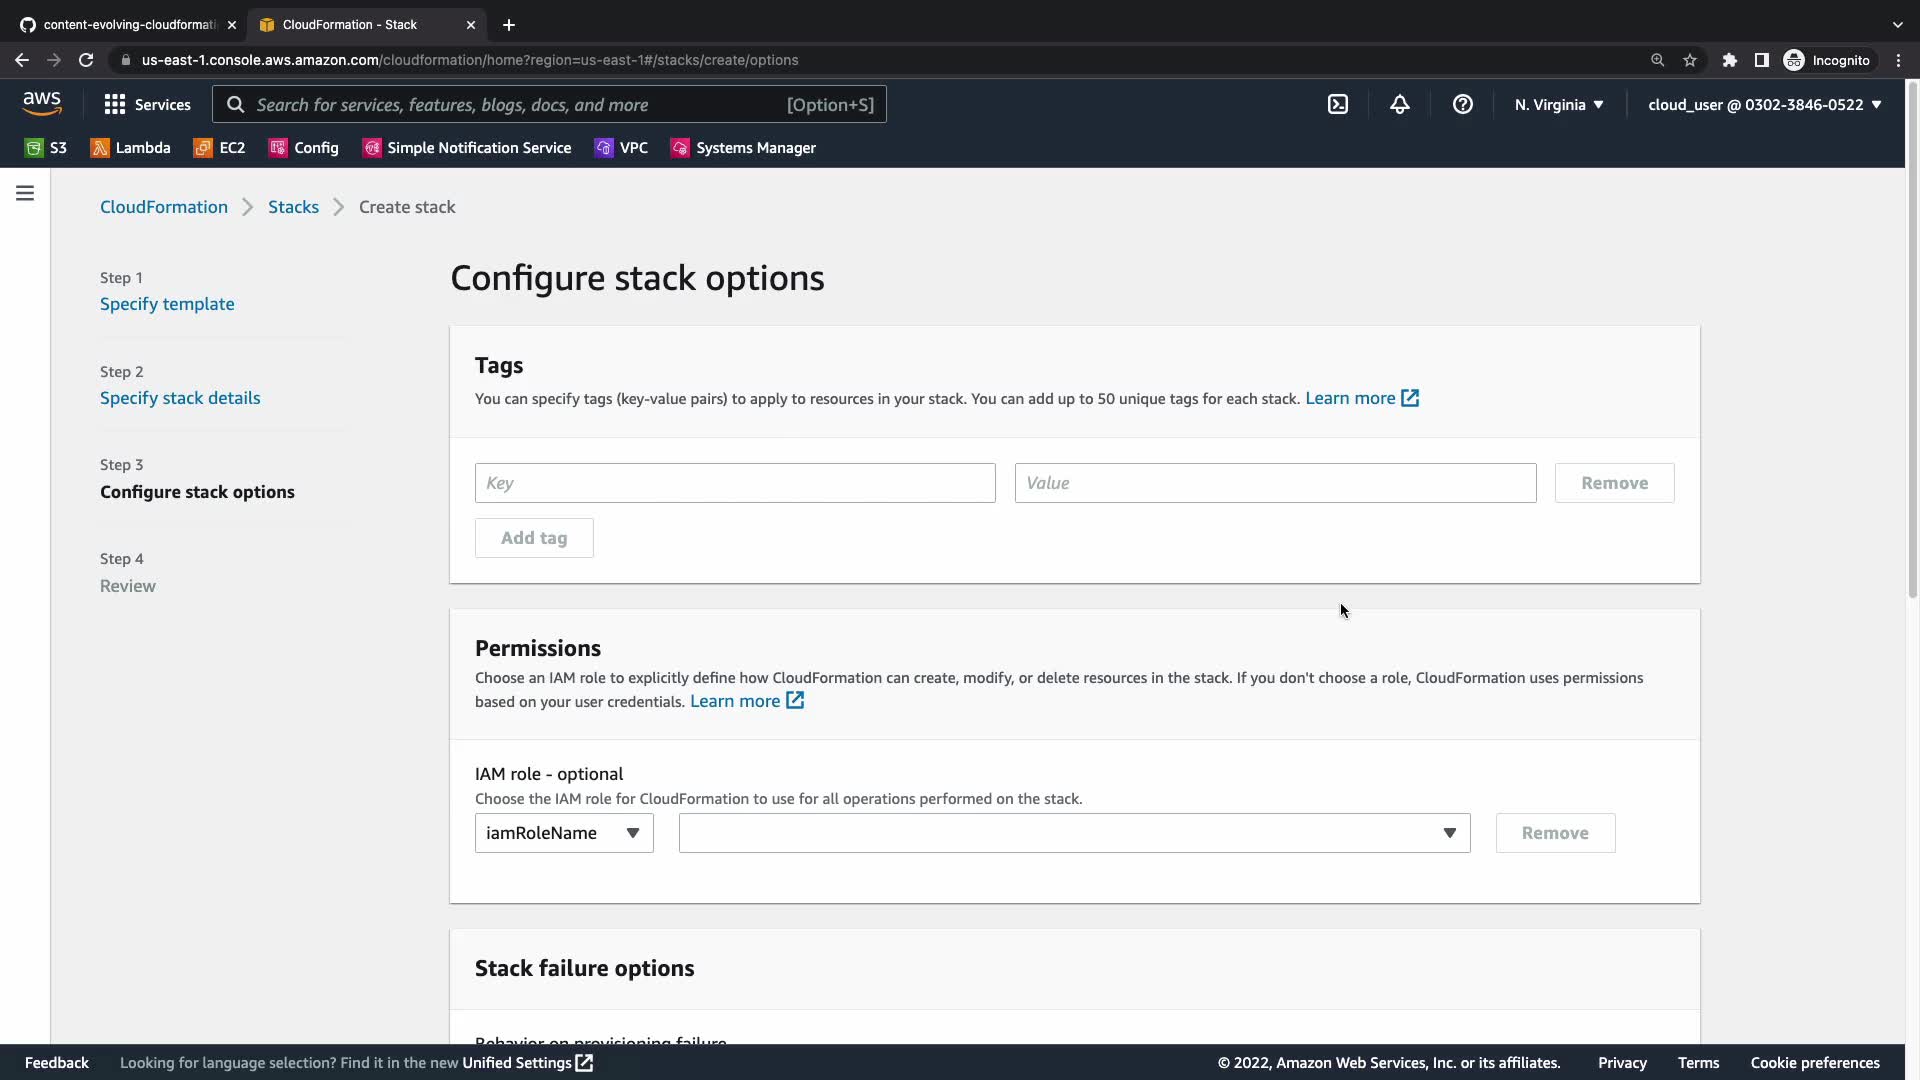 content-evolving-cloudformati
CloudFormation - Stack
us-east-1.console.aws.amazon.com/cloudformation/home?region=us-east-1#/stacks/create/options
Incognito
aws
Services
Search for services, features, blogs, docs, and more
[Option+S]
N. Virginia
cloud_user @ 0302-3846-0522
S3
Lambda
EC2
Config
Simple Notification Service
VPC
Systems Manager
CloudFormation
Stacks
Create stack
Step 1
Specify template
Step 2
Specify stack details
Step 3
Configure stack options
Step 4
Review
Configure stack options
Tags
You can specify tags (key-value pairs) to apply to resources in your stack. You can add up to 50 unique tags for each stack. Learn more
Key
Value
Remove
Add tag
Permissions
Choose an IAM role to explicitly define how CloudFormation can create, modify, or delete resources in the stack. If you don't choose a role, CloudFormation uses permissions
based on your user credentials. Learn more
IAM role - optional
Choose the IAM role for CloudFormation to use for all operations performed on the stack.
iamRoleName
Remove
Stack failure options
Behavior on provisioning failure
Feedback
Looking for language selection? Find it in the new Unified Settings
© 2022, Amazon Web Services, Inc. or its affiliates.
Privacy
Terms
Cookie preferences